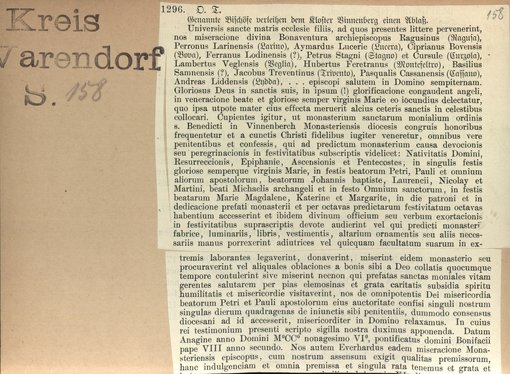 Kreis
Warendorf
S. 158
158
1296. O. T.
Genannte Bischöfe verleihen dem Kloster Vinnenberg einen Ablaß.
Universis sancte matris ecclesie filiis, ad quos presentes littere pervenerint,
nos miseracione divina Bonaventura archiepiscopus Ragusinus (Ragusa),
Perronus Larinensis (Larino), Aymardus Luceric (Lucera), Ciprianus Bovensis
(Bova), Ferranus Lodinensis (?), Petrus Stagni (Stagno) et Cursule (Curzola),
Lambertus Veglensis (Veglia), Hubertus Feretranus (Montefeltro), Basilius
Samnensis (?), Jacobus Treventinus (Trivento), Pasqualis Cassanensis (Cassano),
Andreas Liddensis (Lydda), . . . episcopi salutem in Domino sempiternam.
Gloriosus Deus in sanctis suis, in ipsum (!) glorificacione congaudent angeli,
in veneracione beate et gloriose semper virginis Marie eo iocundius delectatur,
quo ipsa utpote mater eius effecta meruerit alcius ceteris sanctis in celestibus
collocari. Cupientes igitur, ut monasterium sanctarum monialium ordinis
s. Benedicti in Vinnenberch Monasteriensis diocesis congruis honoribus
frequentetur et a cunctis Christi fidelibus ingiter veneretur, omnibus vere
penitentibus et confessis, qui ad predictum monasterium causa devocionis
seu peregrinacionis in festivitatibus subscriptis videlicet: Nativitatis Domini,
Resurreccionis, Epiphanie, Ascensionis et Pentecostes, in singulis festis
gloriose semperque virginis Marie, in festis beatorum Petri, Pauli et omnium
aliorum apostolorum, beatorum Johannis baptiste, Laurencii, Nicolay et
Martini, beati Michaelis archangeli et in festo Omnium sanctorum, in festis
beatarum Marie Magdalene, Katerine et Margarite, in die patroni et in
dedicacione prefati monasterii et per octavas predictarum festivitatum octavas
habentium accesserint et ibidem divinum officium seu verbum exortacionis
in festivitatibus suprascriptis devote audierint vel qui predicti monasterii
fabrice, luminariis, libris, vestimentis, altarium ornamentis seu aliis neces-
sariis manus porrexerint adiutrices vel quicquam facultatum suarum in ex-
tremis laborantes legaverint, donaverint, miserint eidem monasterio seu
procuraverint vel aliquales oblaciones a bonis sibi a Deo collatis quocumque
tempore contulerint sive miserint necnon qui prefatas sanctas moniales vitam
gerentes salutarem per pias elemosinas et grata caritatis subsidia spiritu
humilitatis et misericordie visitaverint, nos de omnipotentis Dei misericordia
beatorum Petri et Pauli apostolorum eius auctoritate confisi singuli nostrum
singulas dierum quadragenas de iniunctis sibi penitentiis, dummodo consensus
diocesani ad id accesserit, misericorditer in Domino relaxamus. In cuius
rei testimonium presenti scripto sigilla nostra duximus apponenda. Datum
Anagine anno Domini M⁰CC⁰ nonagesimo VI⁰, pontificatus domini Bonifacii
pape VIII anno secundo. Nos autem Everhardus eadem miseracione Mona-
steriensis episcopus, cum nostrum assensum exigit qualitas premissorum,
hanc indulgenciam et omnia premissa et singula rata tenemus et grata et